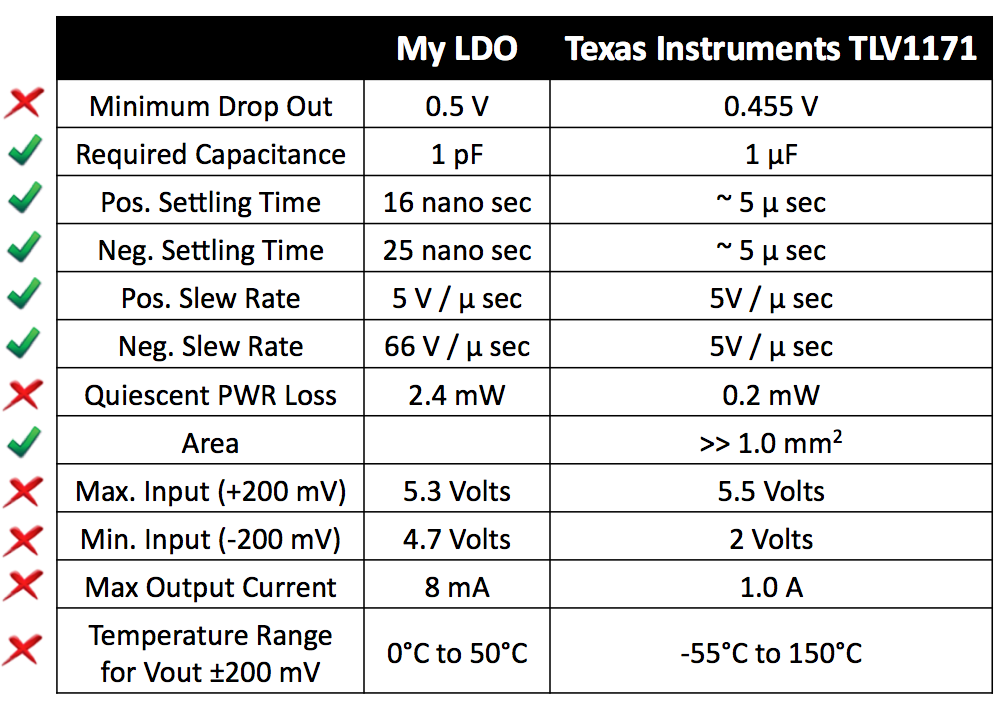 My LDO Texas Instruments TLV1171
Minimum Drop Out 0.5 V 0.455 V
Required Capacitance 1 pF 1 µF
Pos. Settling Time 16 nano sec ~ 5 µ sec
Neg. Settling Time 25 nano sec ~ 5 µ sec
Pos. Slew Rate 5 V / µ sec 5V / µ sec
Neg. Slew Rate 66 V / µ sec 5V / µ sec
Quiescent PWR Loss 2.4 mW 0.2 mW
Area >> 1.0 mm²
Max. Input (+200 mV) 5.3 Volts 5.5 Volts
Min. Input (-200 mV) 4.7 Volts 2 Volts
Max Output Current 8 mA 1.0 A
Temperature Range
for Vout ±200 mV 0°C to 50°C -55°C to 150°C